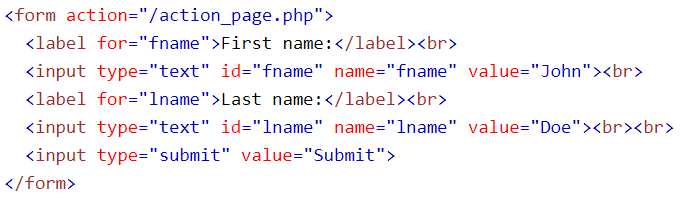 <form action="/action_page.php">
<label for="fname">First name:</label><br>
<input type="text" id="fname" name="fname" value="John"><br>
<label for="lname">Last name:</label><br>
<input type="text" id="lname" name="lname" value="Doe"><br><br>
<input type="submit" value="Submit">
</form>